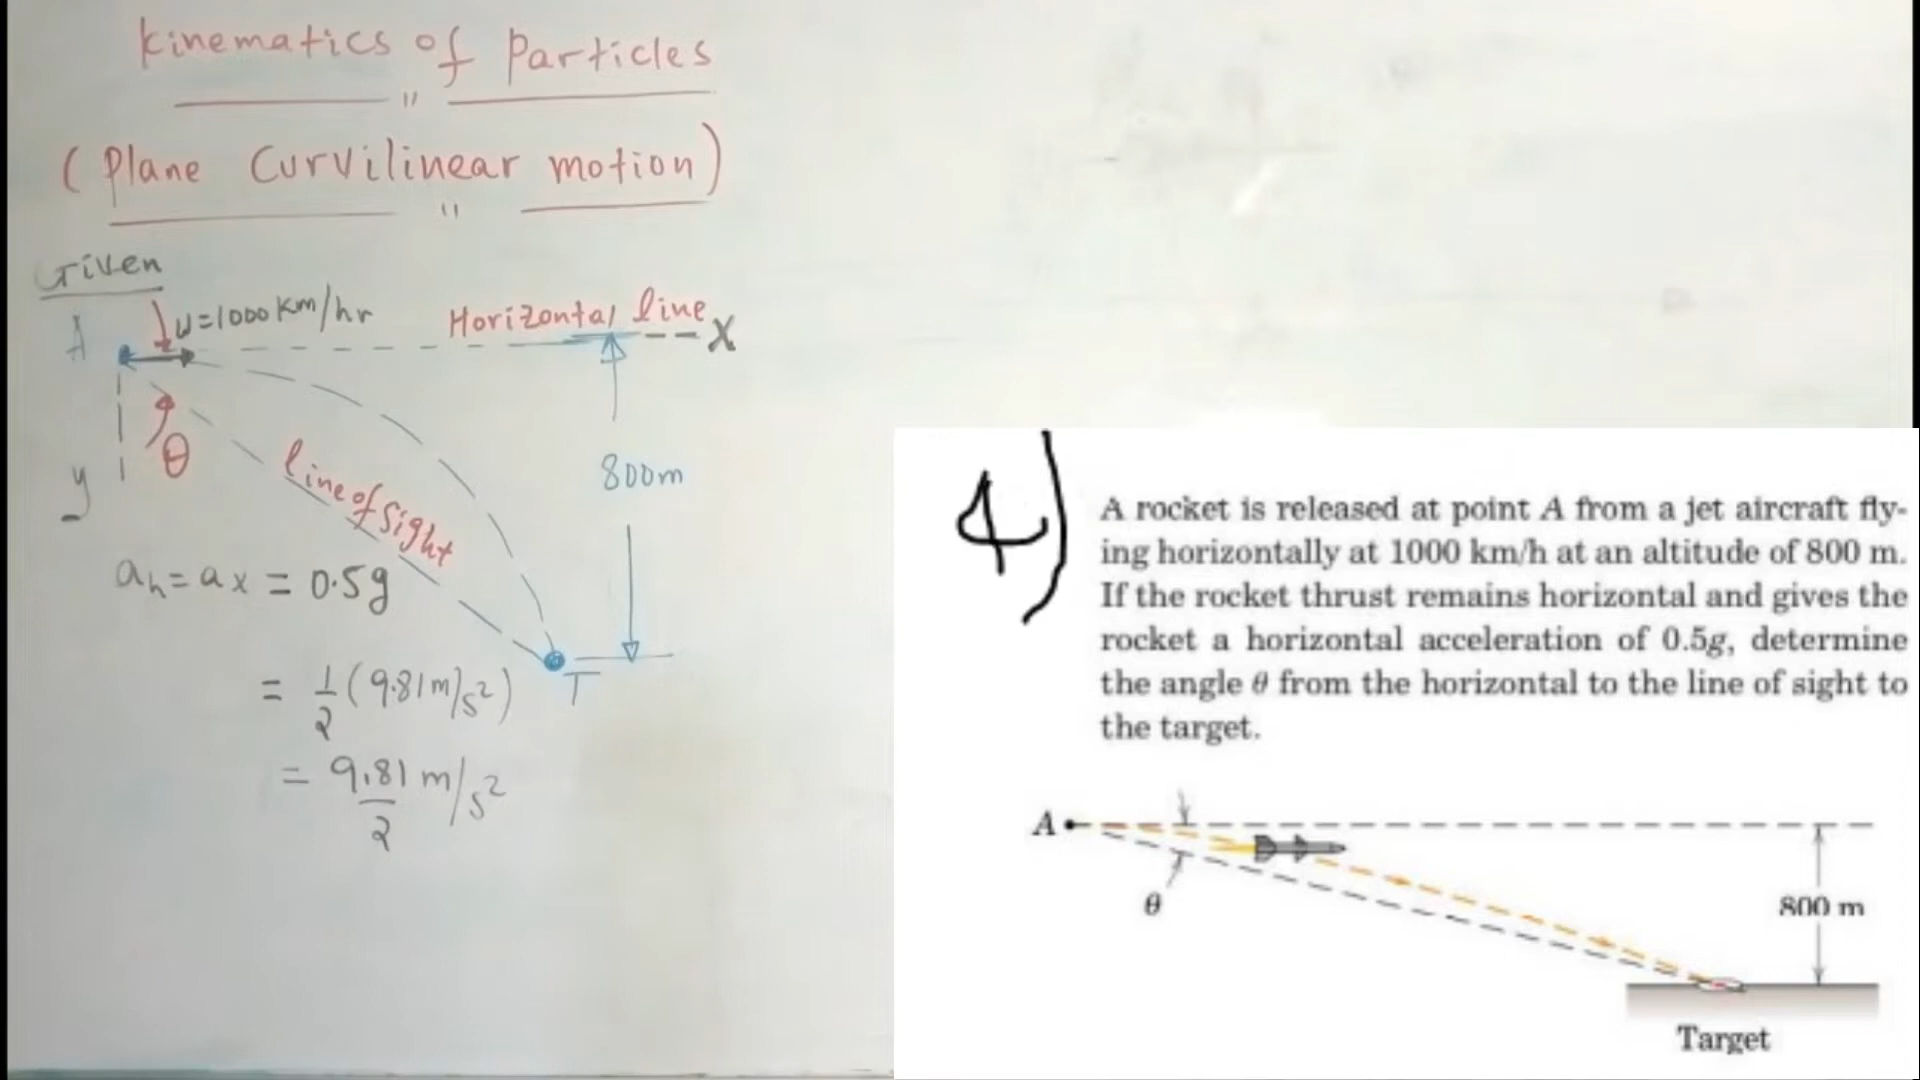 Kinematics of Particles
"
(Plane Curvilinear motion)
"
Given
A
U=1000 km/hr
Horizontal line
X
θ
y
line of sight
800m
T
ah = ax = 0.5g
= 1/2 (9.81m/s²)
= 9.81/2 m/s²
4)
A rocket is released at point A from a jet aircraft fly-
ing horizontally at 1000 km/h at an altitude of 800 m.
If the rocket thrust remains horizontal and gives the
rocket a horizontal acceleration of 0.5g, determine
the angle θ from the horizontal to the line of sight to
the target.
A
θ
800 m
Target